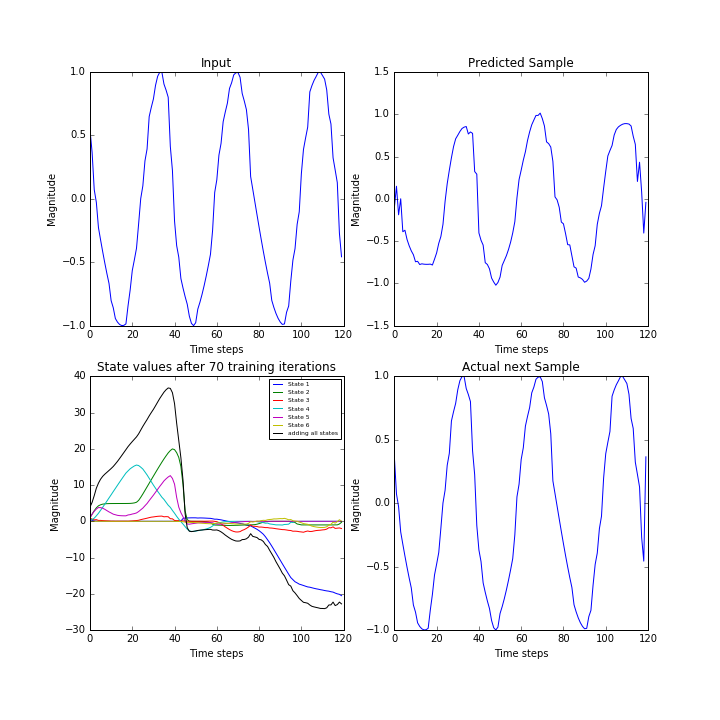 Input
Magnitude
1.0
0.5
0.0
−0.5
−1.0
0 20 40 60 80 100 120
Time steps
Predicted Sample
Magnitude
1.5
1.0
0.5
0.0
−0.5
−1.0
−1.5
0 20 40 60 80 100 120
Time steps
State values after 70 training iterations
Magnitude
40
30
20
10
0
−10
−20
−30
State 1
State 2
State 3
State 4
State 5
State 6
adding all states
0 20 40 60 80 100 120
Time steps
Actual next Sample
Magnitude
1.0
0.5
0.0
−0.5
−1.0
0 20 40 60 80 100 120
Time steps